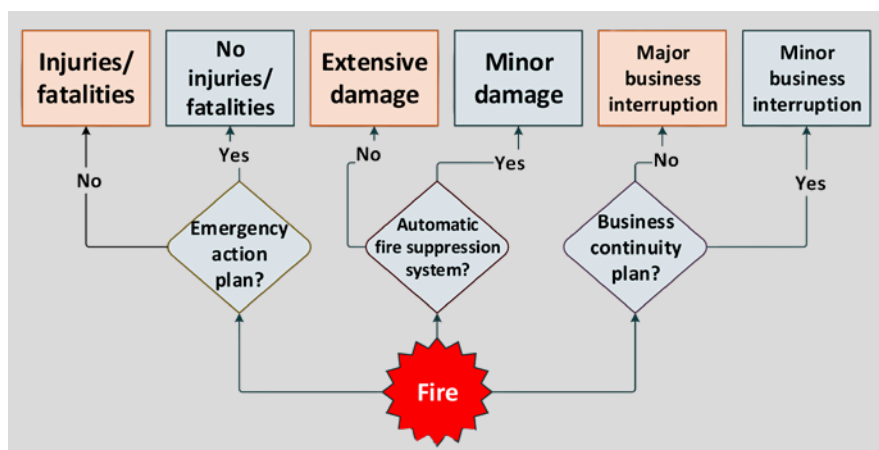 Injuries/
fatalities
No
injuries/
fatalities
Extensive
damage
Minor
damage
Major
business
interruption
Minor
business
interruption
No
Yes
No
Yes
No
Yes
Emergency
action
plan?
Automatic
fire suppression
system?
Business
continuity
plan?
Fire